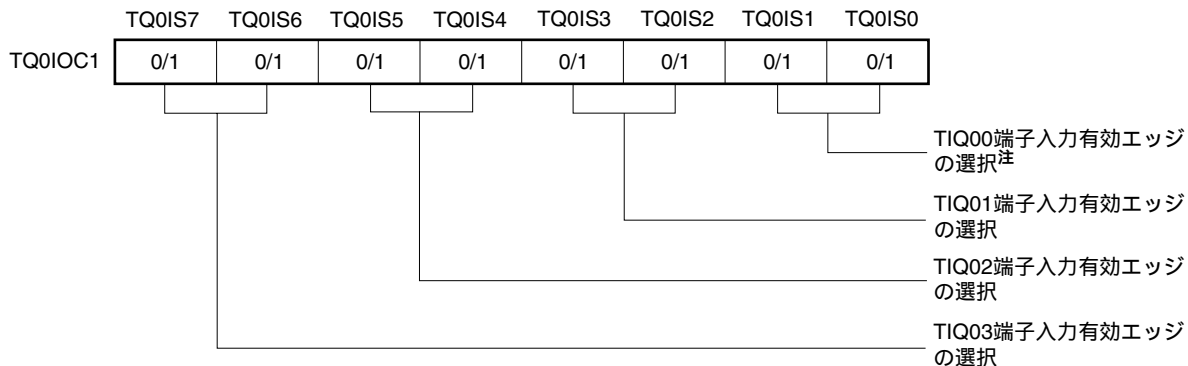 TQ0IS7 TQ0IS6 TQ0IS5 TQ0IS4 TQ0IS3 TQ0IS2 TQ0IS1 TQ0IS0
TQ0IOC1 0/1 0/1 0/1 0/1 0/1 0/1 0/1 0/1
TIQ00端子入力有効エッジ
の選択注
TIQ01端子入力有効エッジ
の選択
TIQ02端子入力有効エッジ
の選択
TIQ03端子入力有効エッジ
の選択